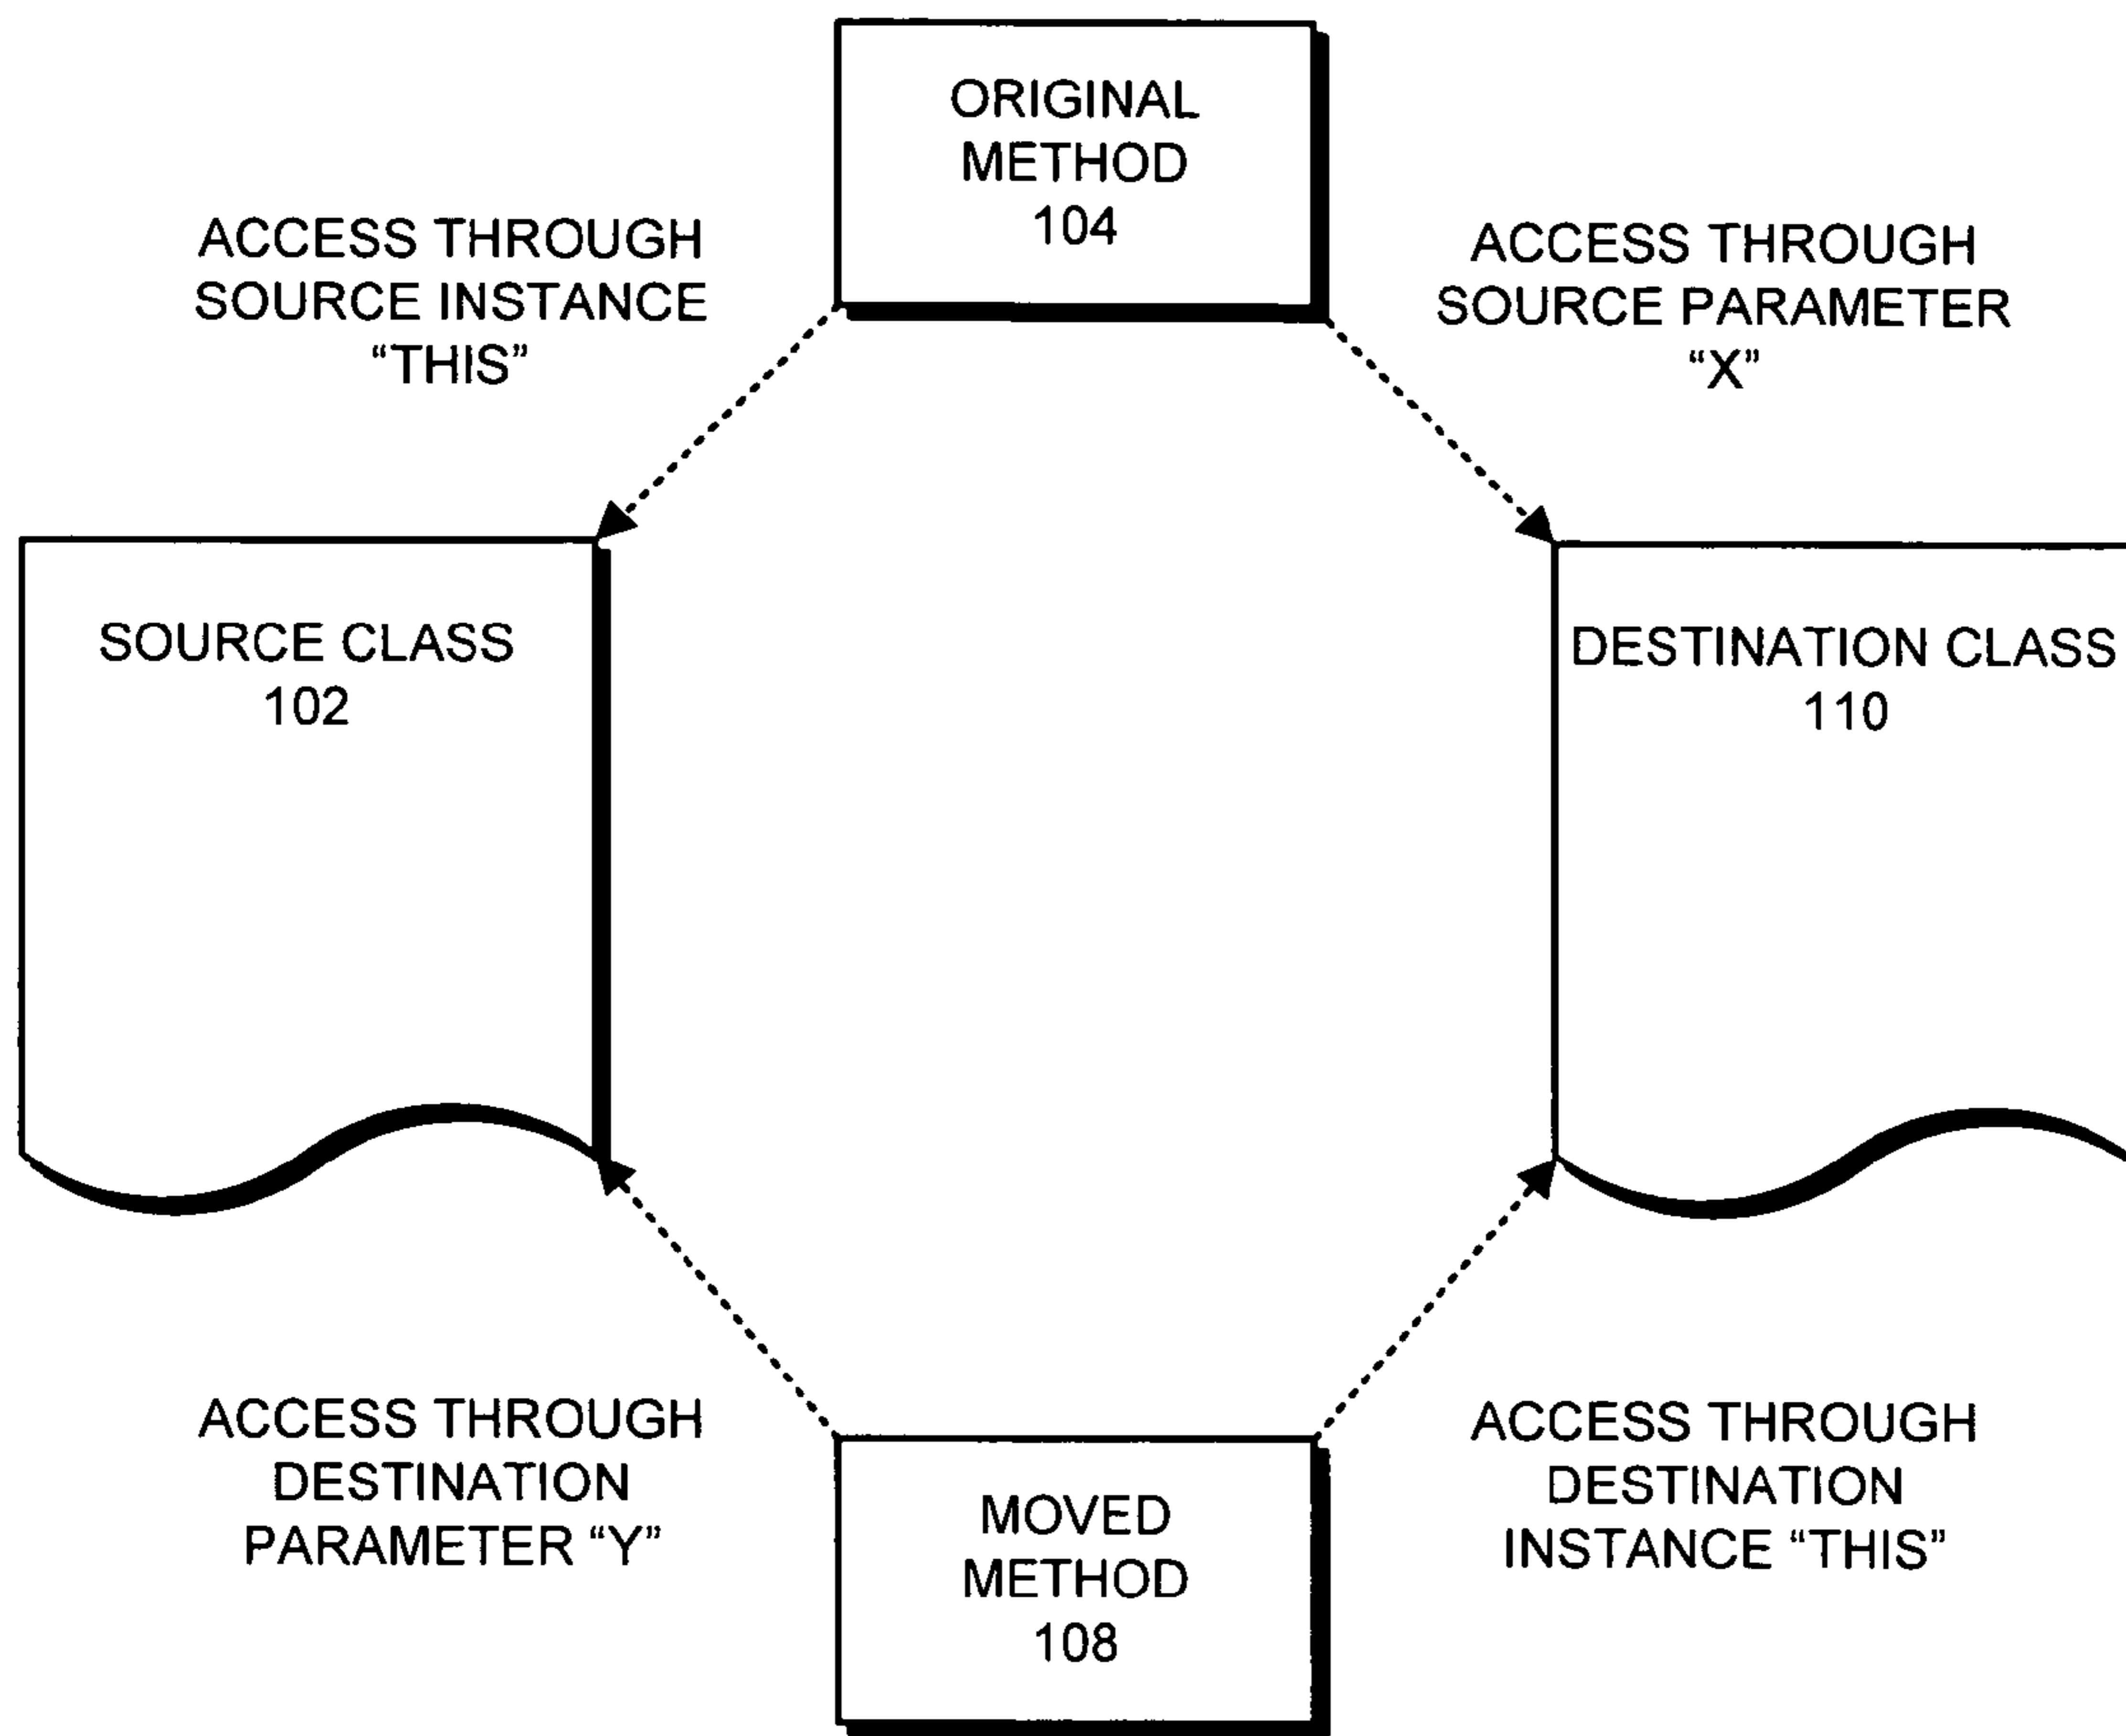 ORIGINAL
METHOD
104
ACCESS THROUGH
SOURCE INSTANCE
“THIS”
ACCESS THROUGH
SOURCE PARAMETER
“X”
SOURCE CLASS
102
DESTINATION CLASS
110
ACCESS THROUGH
DESTINATION
PARAMETER “Y”
MOVED
METHOD
108
ACCESS THROUGH
DESTINATION
INSTANCE “THIS”